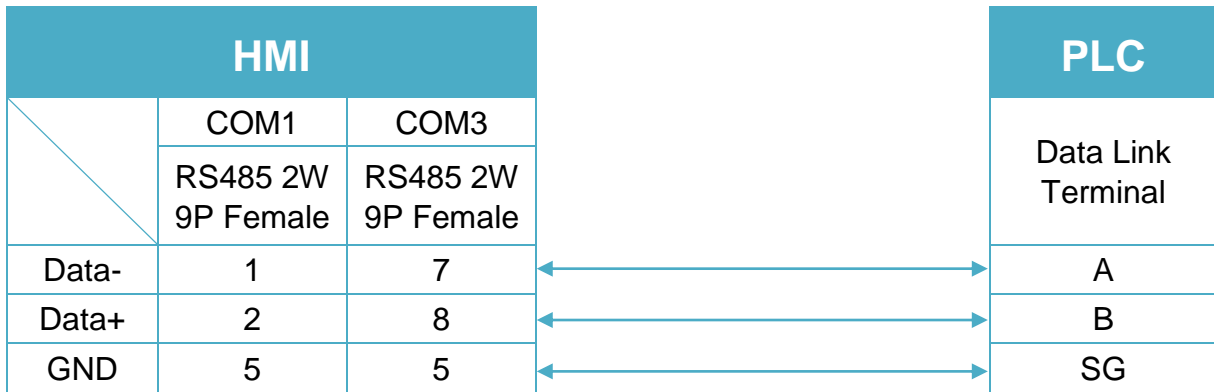 HMI PLC
COM1 COM3
RS485 2W RS485 2W
9P Female 9P Female
Data Link
Terminal
Data- 1 7 A
Data+ 2 8 B
GND 5 5 SG